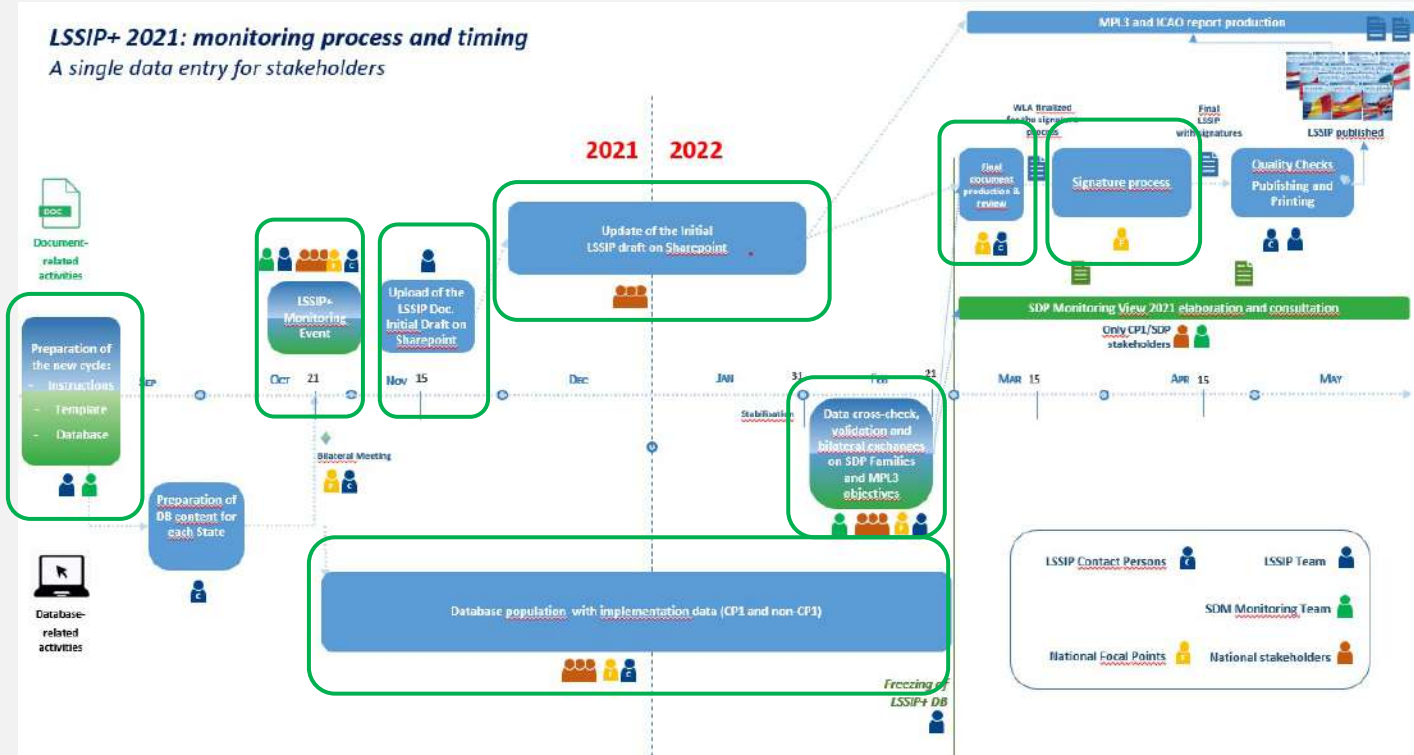 LSSIP+ 2021: monitoring process and timing
A single data entry for stakeholders
MPL3 and ICAO report production
WLA finalized
for the signature
process
Final
LSSIP
with signatures
LSSIP published
2021 2022
DOC
Document-
related
activities
Final
document
production &
review
Signature process
Quality Checks
Publishing and
Printing
Update of the Initial
LSSIP draft on Sharepoint
LSSIP+
Monitoring
Event
Upload of the
LSSIP Doc.
Initial Draft on
Sharepoint
SDP Monitoring View 2021 elaboration and consultation
Only CP1/SDP
stakeholders
Preparation of
the new cycle:
- Instructions
- Template
- Database
SEP
OCT 21
NOV 15
DEC
JAN
31
FEB
21
MAR 15
APR 15
MAY
Stabilisation
Bilateral Meeting
Data cross-check,
validation and
bilateral exchanges
on SDP Families
and MPL3
objectives
Preparation of
DB content for
each State
Database-
related
activities
Database population with implementation data (CP1 and non-CP1)
Freezing of
LSSIP+ DB
LSSIP Contact Persons C
LSSIP Team
SDM Monitoring Team
National Focal Points F
National stakeholders